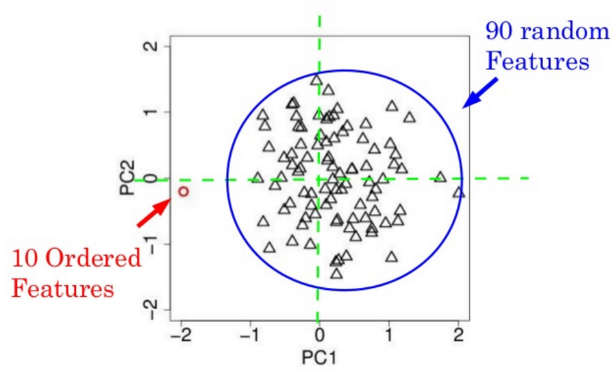 90 random
Features
2
1
0
−1
−2
PC2
10 Ordered
Features
−2 −1 0 1 2
PC1